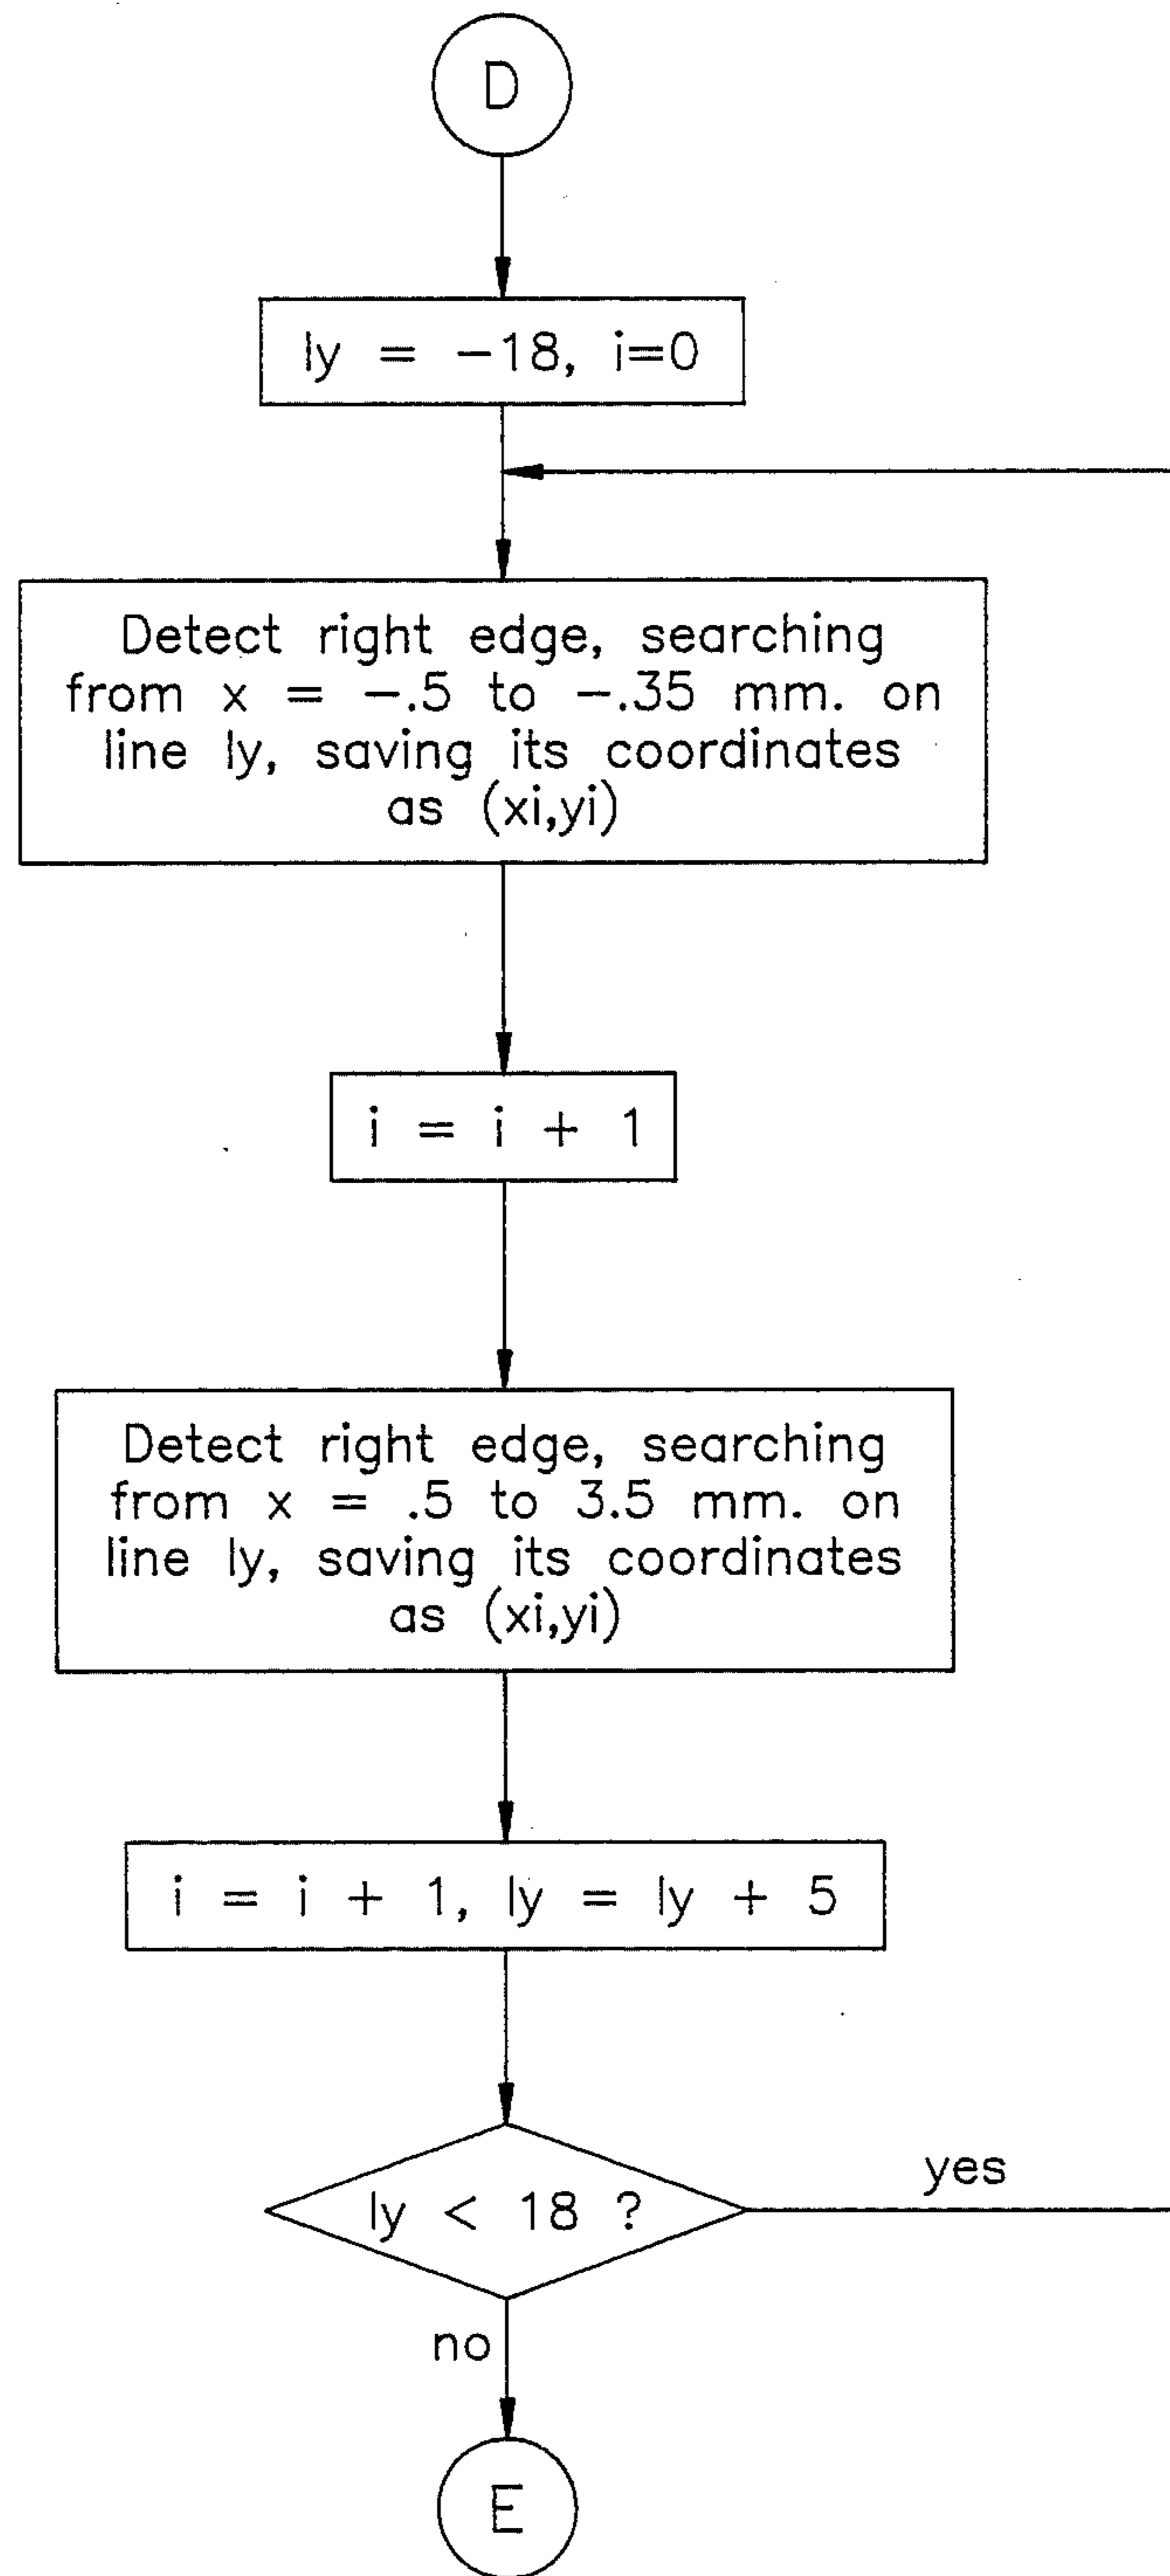 D
ly = -18, i=0
Detect right edge, searching
from x = -.5 to -.35 mm. on
line ly, saving its coordinates
as (xi,yi)
i = i + 1
Detect right edge, searching
from x = .5 to 3.5 mm. on
line ly, saving its coordinates
as (xi,yi)
i = i + 1, ly = ly + 5
ly < 18 ?
yes
no
E